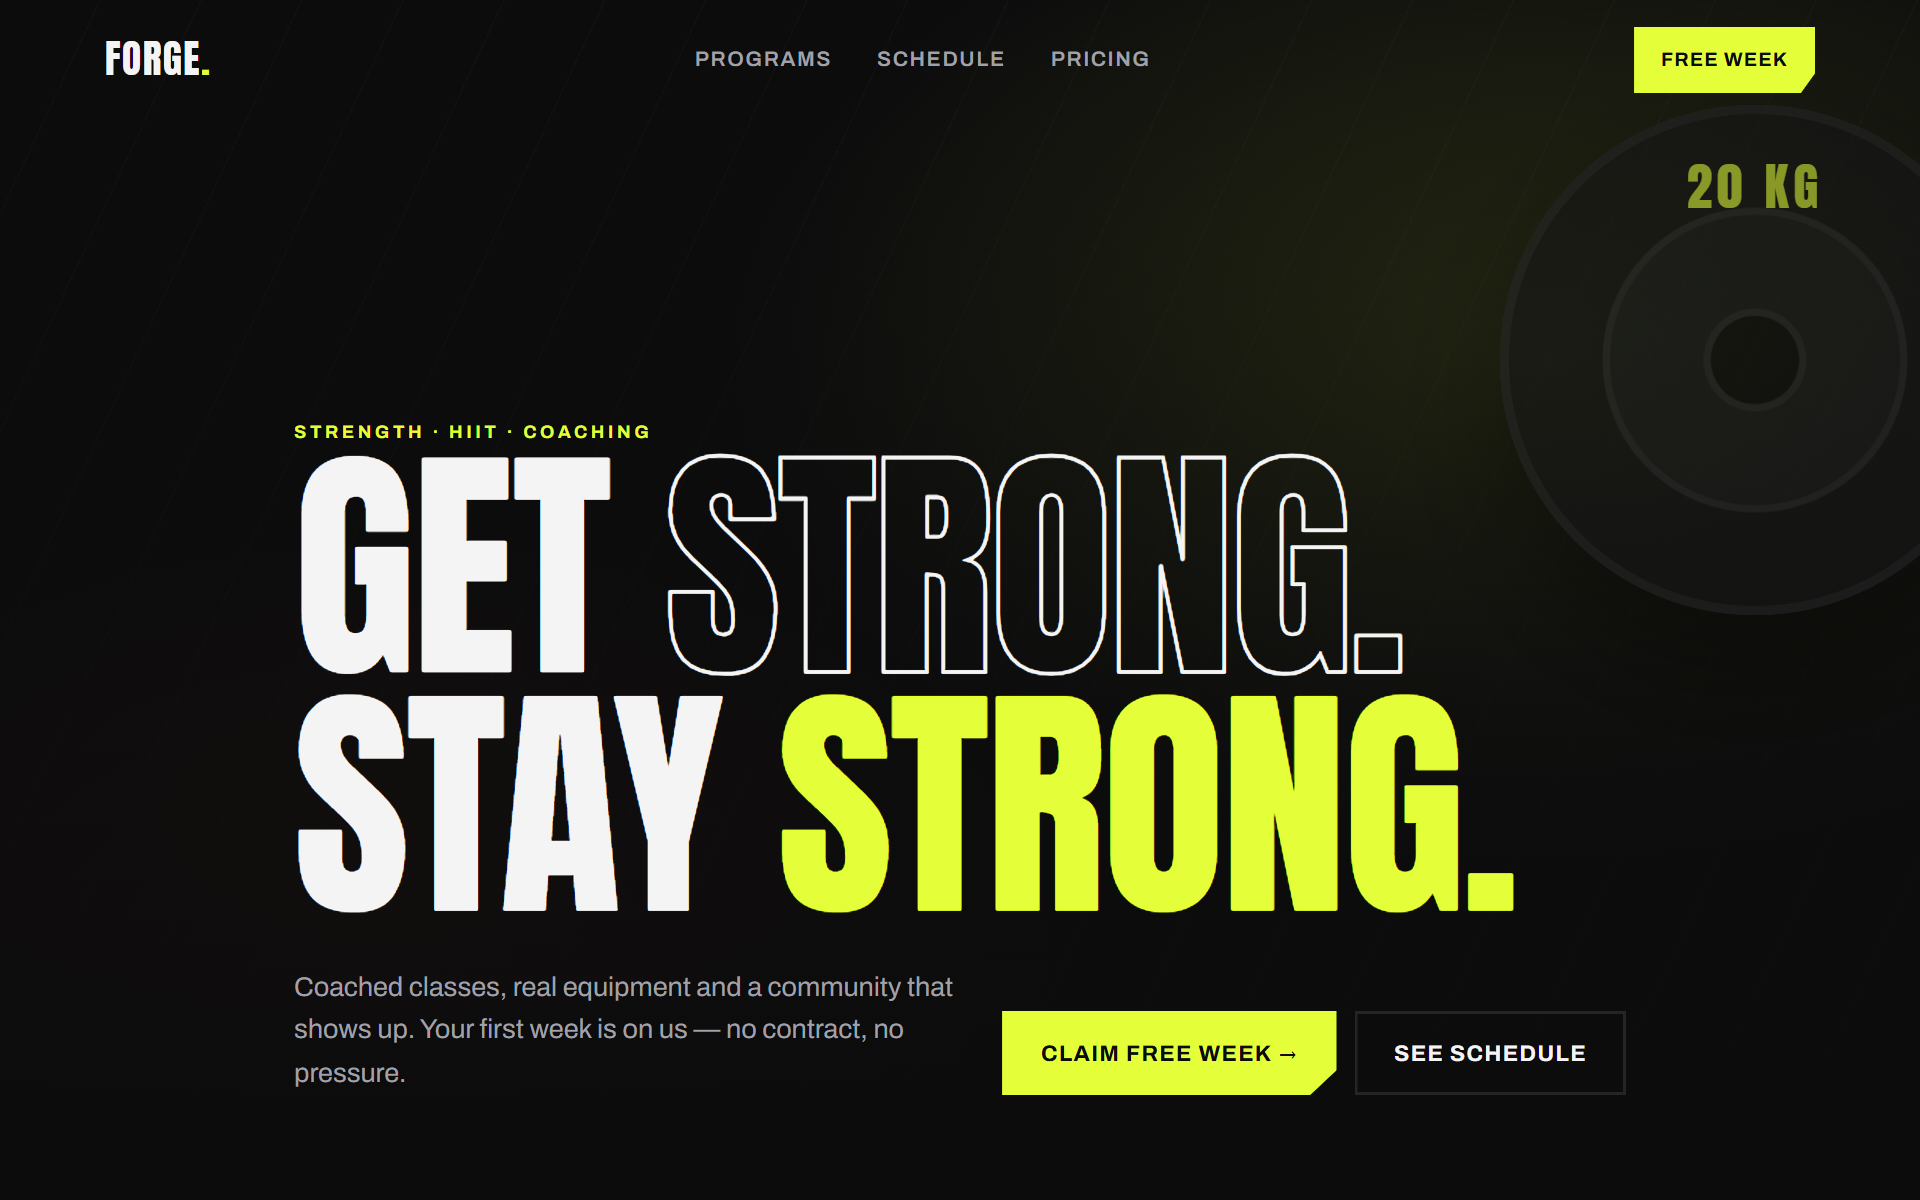 FORGE.
PROGRAMS SCHEDULE PRICING
FREE WEEK
20 KG
STRENGTH · HIIT · COACHING
GET STRONG.
STAY STRONG.
Coached classes, real equipment and a community that
shows up. Your first week is on us — no contract, no
pressure.
CLAIM FREE WEEK →
SEE SCHEDULE